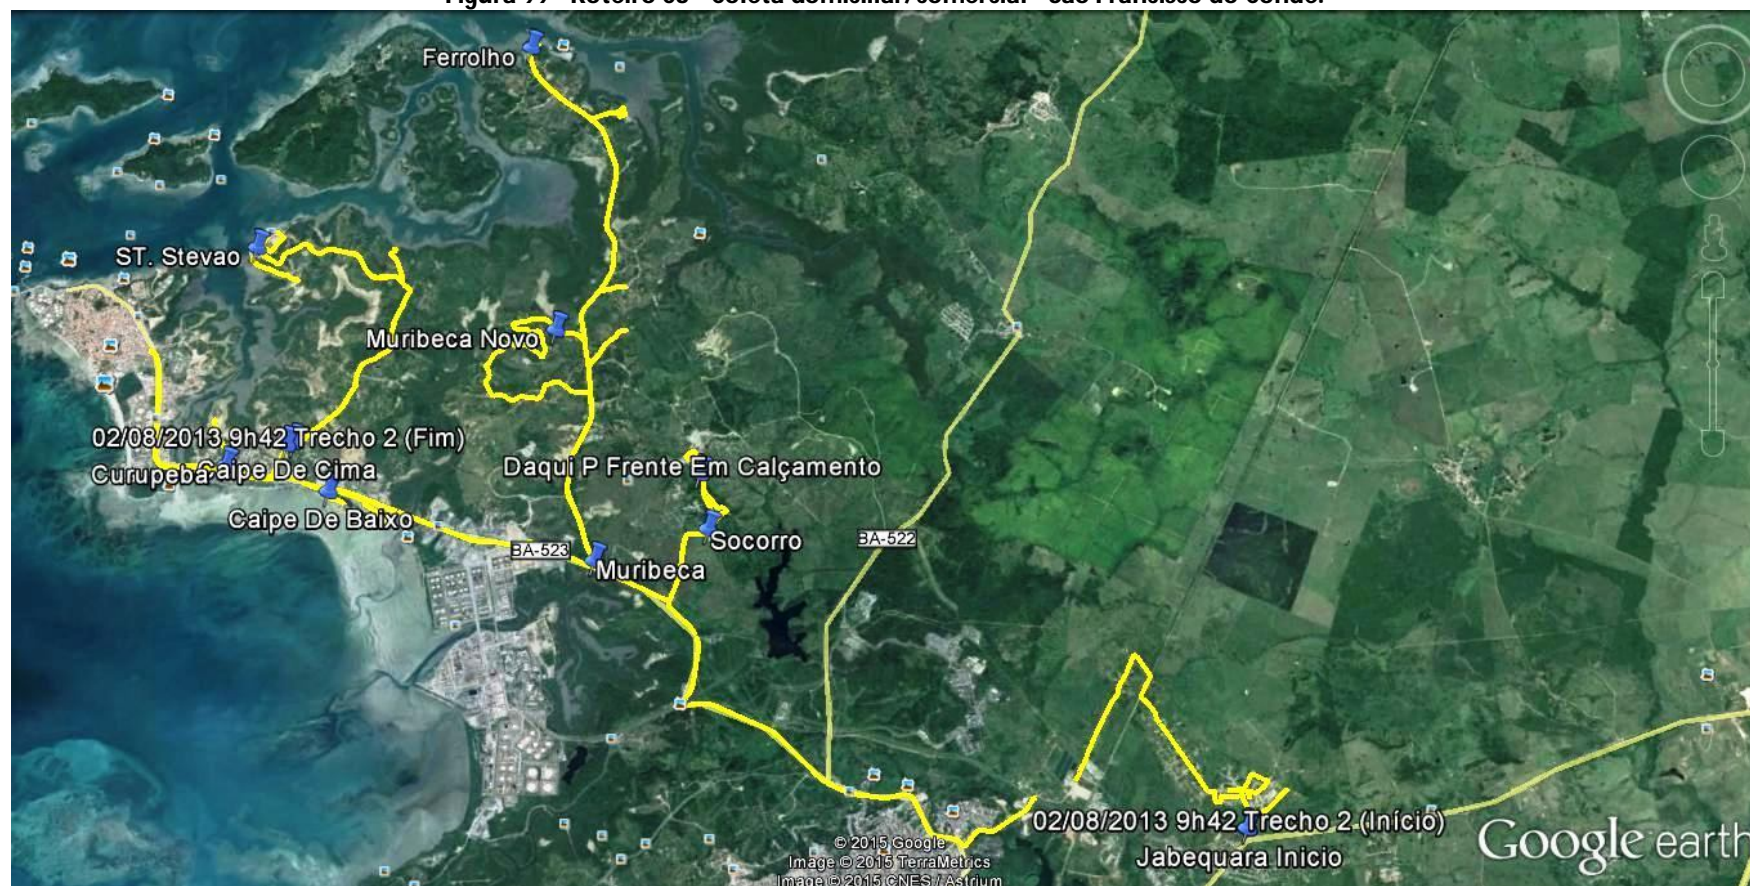 Ferrolho
ST. Stevao
Muribeca Novo
02/08/2013 9h42 Trecho 2 (Fim)
Curupeba
Caipe De Cima
Daqui P Frente Em Calçamento
Caipe De Baixo
BA-523
Socorro
BA-522
Muribeca
02/08/2013 9h42 Trecho 2 (Início)
Jabequara Inicio
© 2015 Google
Image © 2015 TerraMetrics
Image © 2015 CNES / Astrium
Google earth